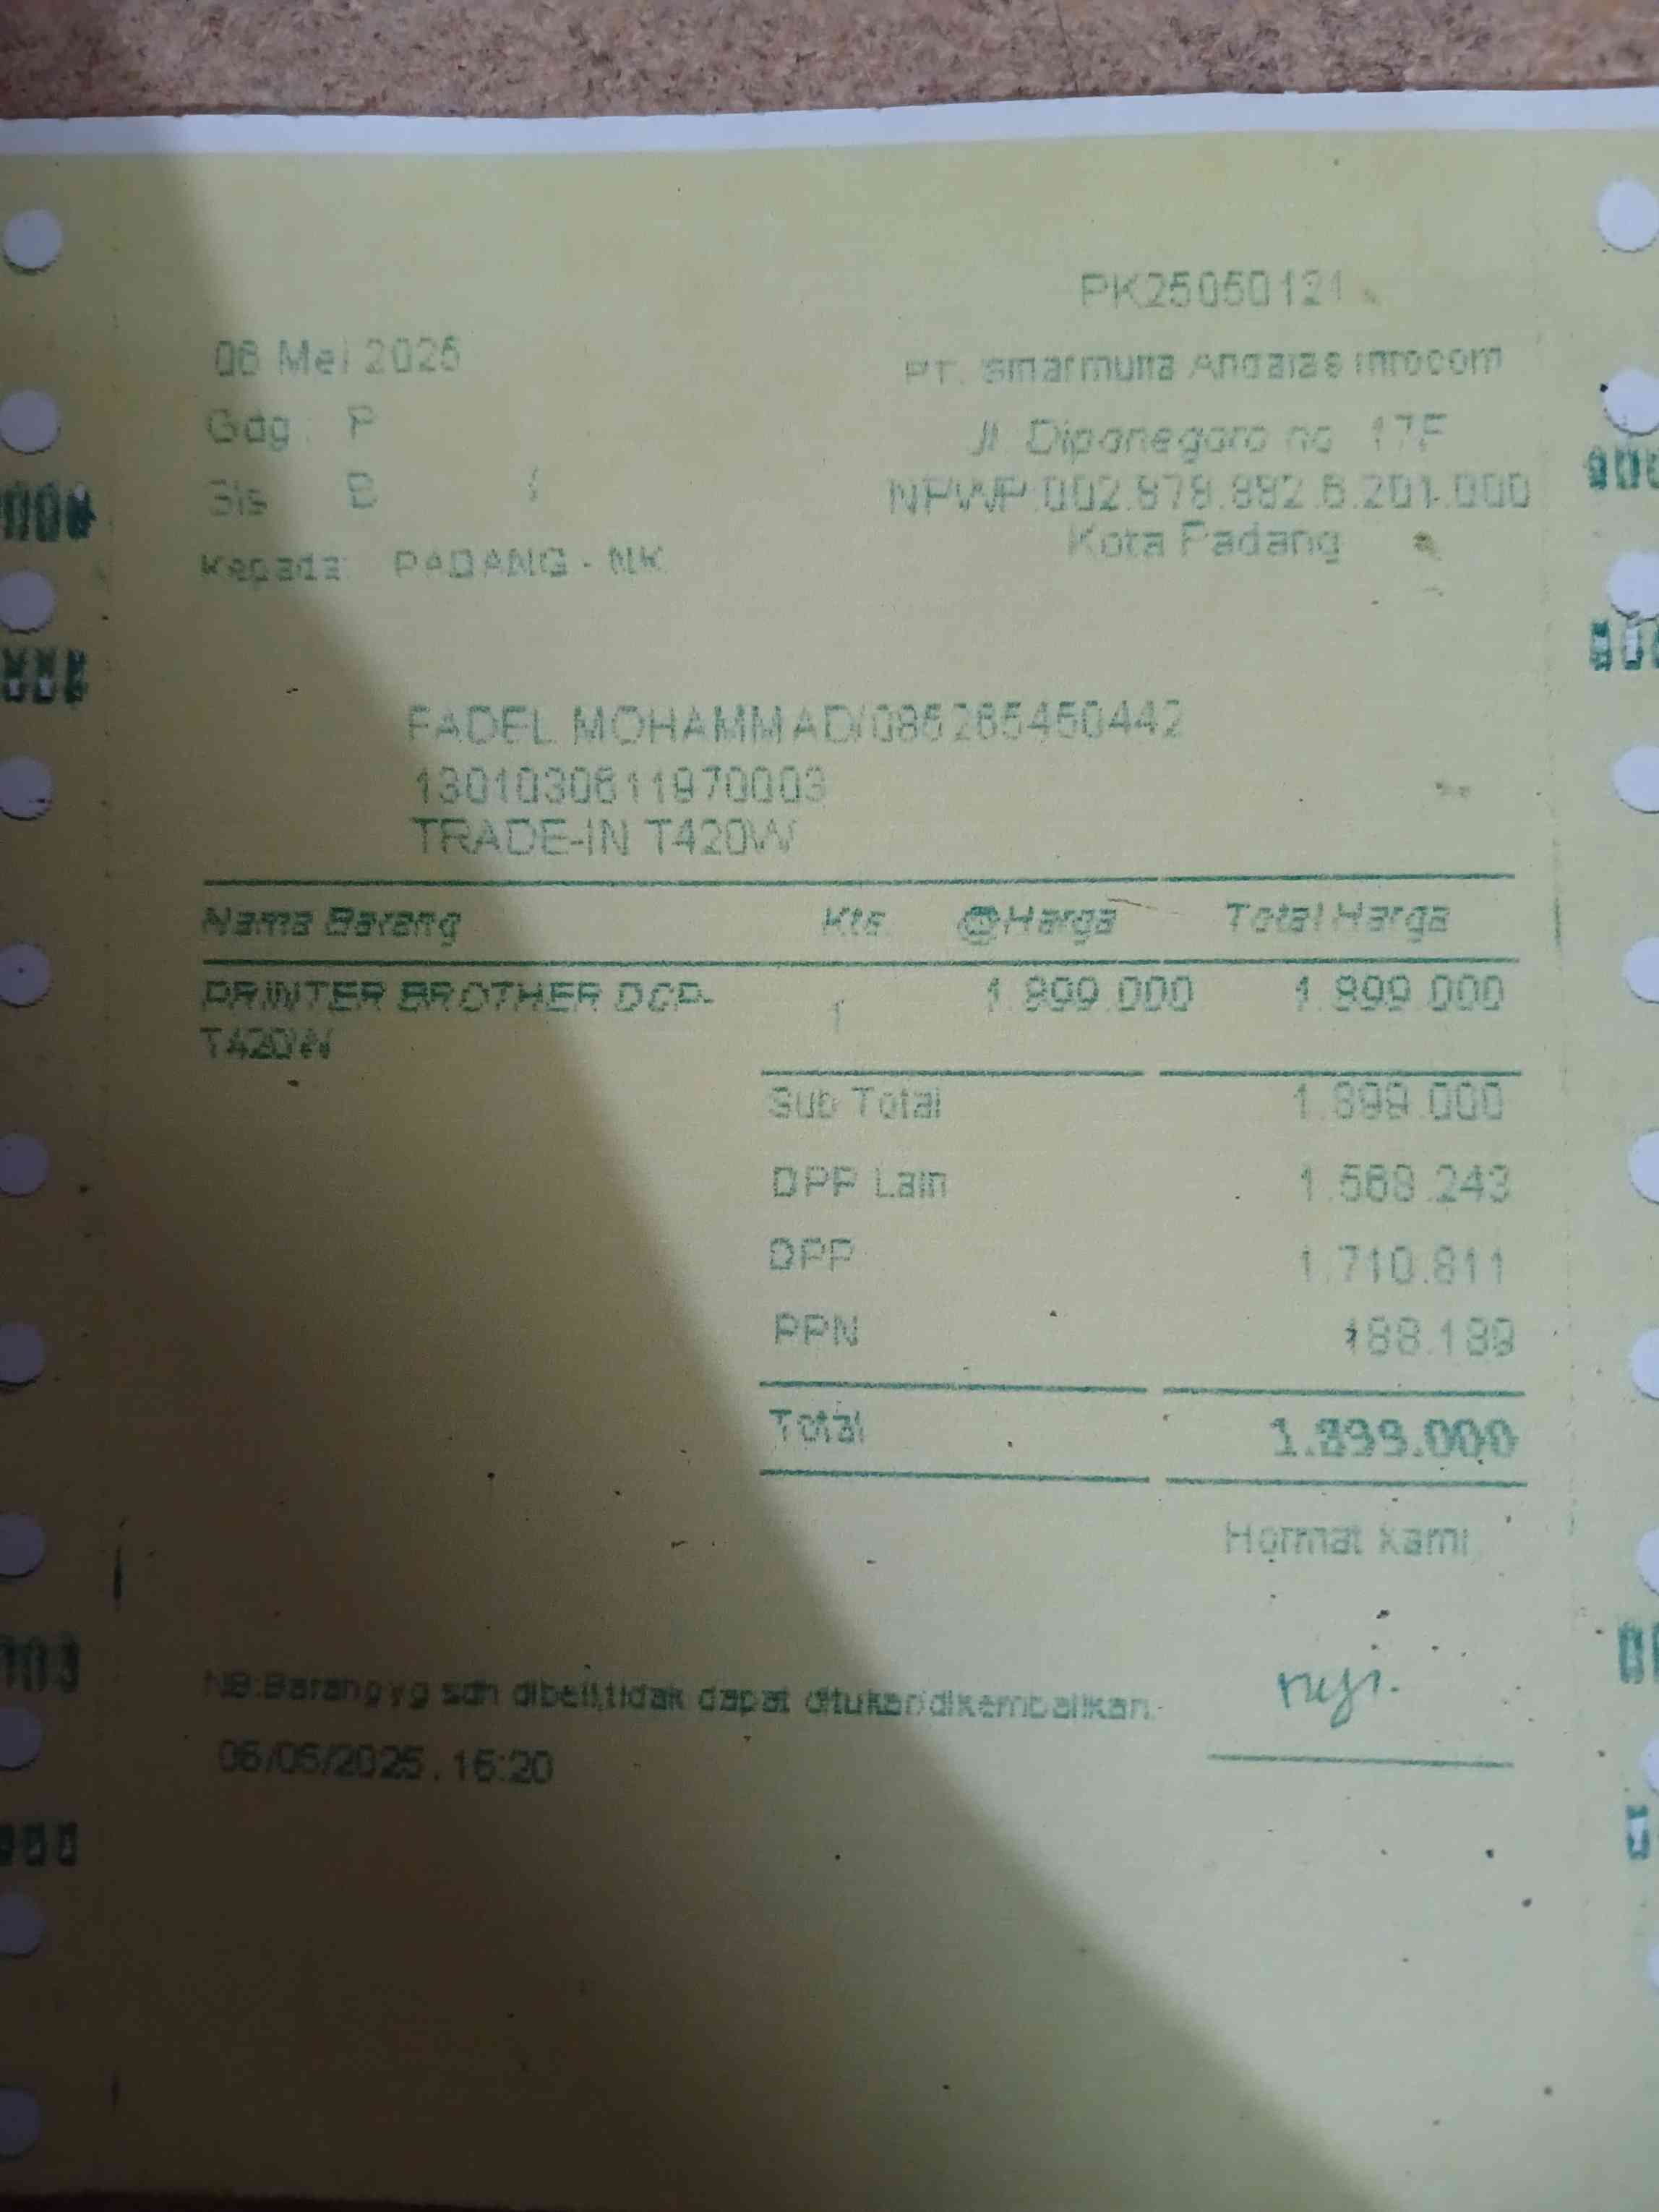 PK25050121
06 Mei 2025
PT. Smarmulta Andalas Infocom
Gdg : P
Jl Diponegoro no 17F
Sls B /
NPWP:002.878.992.6.201.000
Kota Padang
Kepada: PADANG - NK
FADEL MOHAMMAD/085265450442
1301030611970003
TRADE-IN T420W
Nama Barang Kts @Harga Total Harga
PRINTER BROTHER DCP- 1 1.899.000 1.899.000
T420W
Sub Total 1.899.000
DPP Lain 1.568.243
DPP 1.710.811
PPN 188.189
Total 1.899.000
Hormat kami
NB:Barang yg sdh dibeli,tidak dapat ditukar/dikembalikan.
06/05/2025 , 16:20